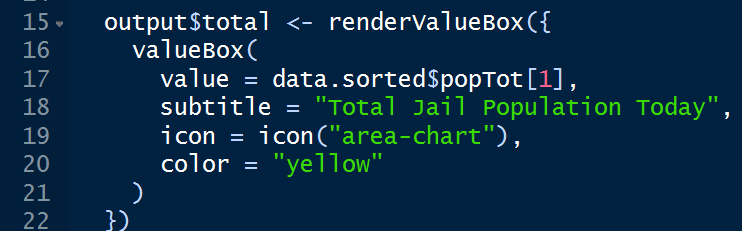 15 output$total <- renderValueBox({
16 valueBox(
17 value = data.sorted$popTot[1],
18 subtitle = "Total Jail Population Today",
19 icon = icon("area-chart"),
20 color = "yellow"
21 )
22 })